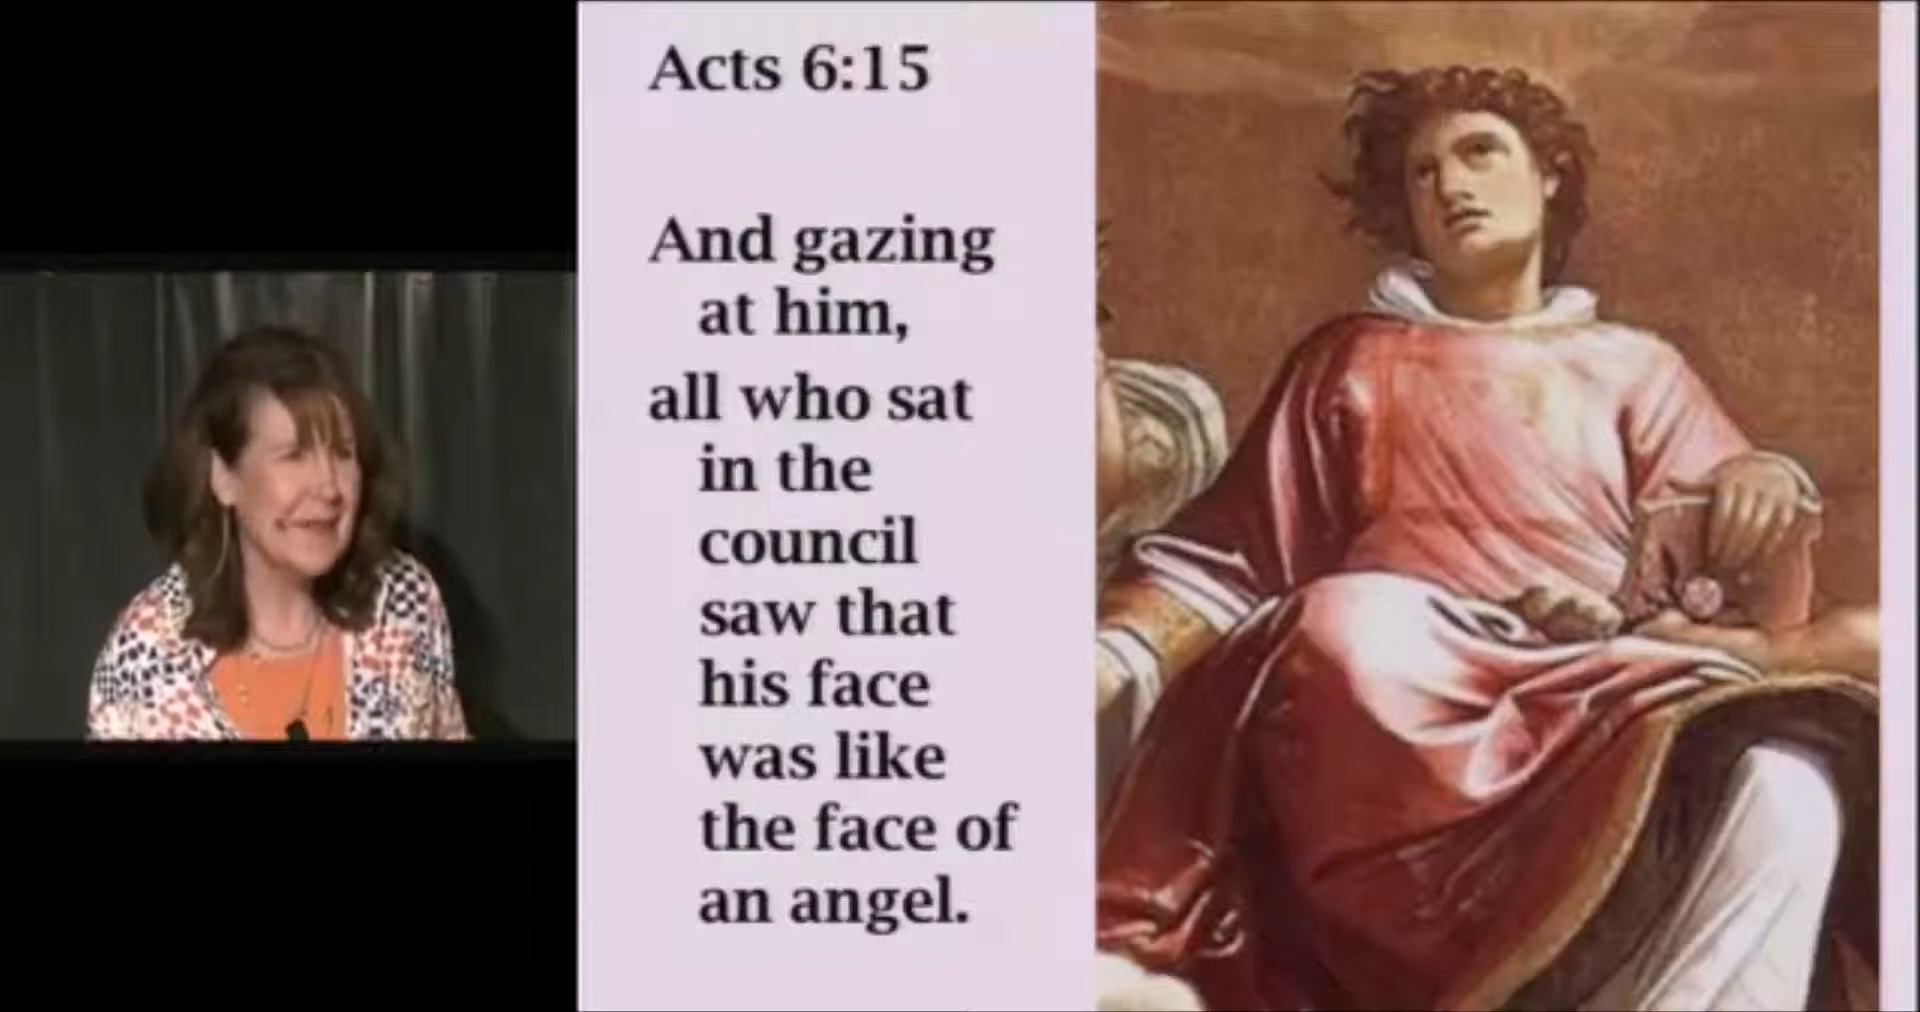 Acts 6:15
And gazing
at him,
all who sat
in the
council
saw that
his face
was like
the face of
an angel.